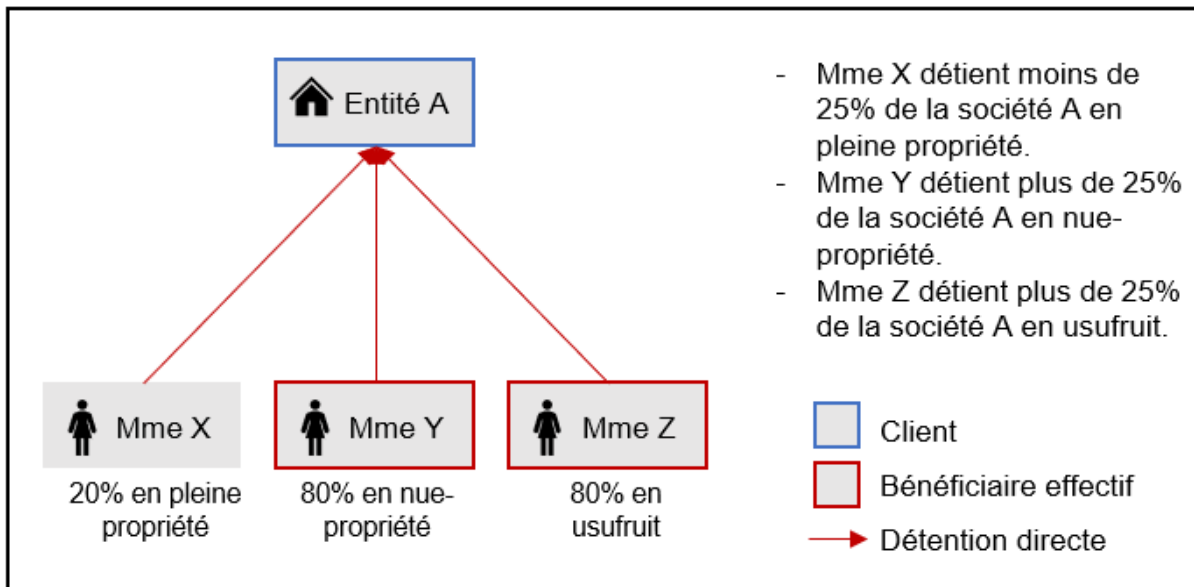 Entité A
Mme X
Mme Y
Mme Z
20% en pleine
propriété
80% en nue-
propriété
80% en
usufruit
- Mme X détient moins de
25% de la société A en
pleine propriété.
- Mme Y détient plus de 25%
de la société A en nue-
propriété.
- Mme Z détient plus de 25%
de la société A en usufruit.
Client
Bénéficiaire effectif
Détention directe